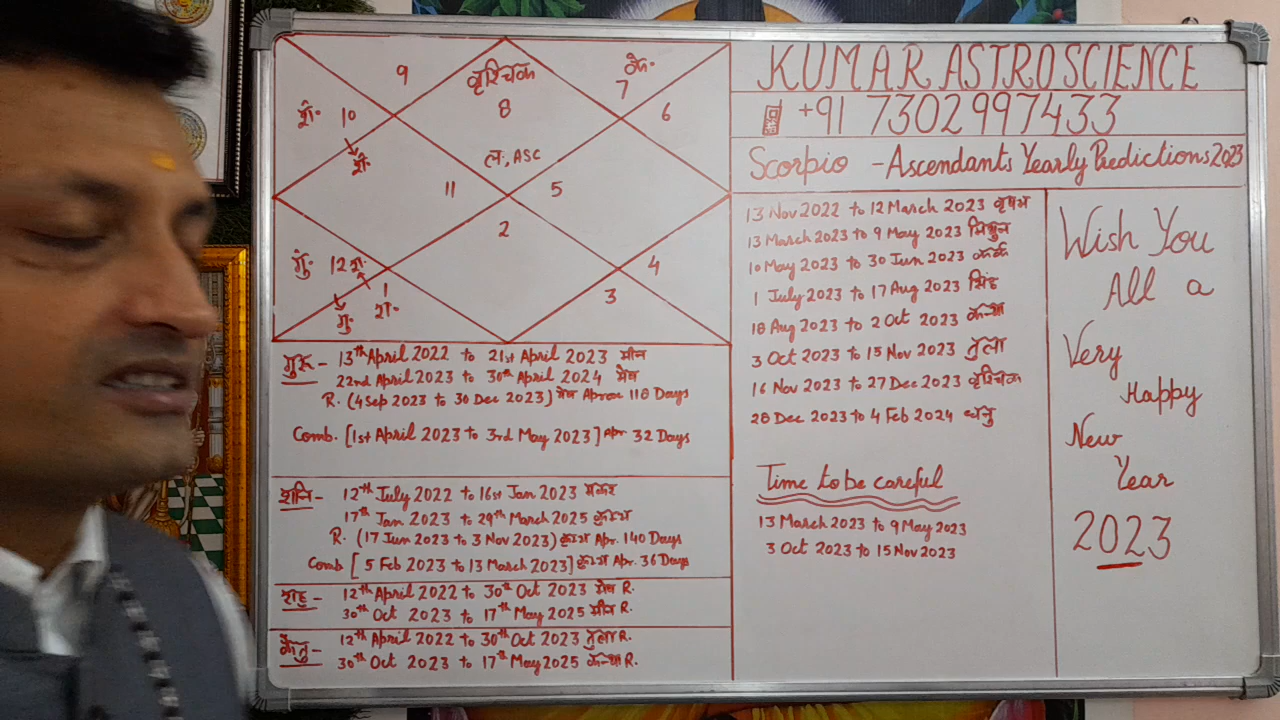 9
वृश्चिक
के.
7
8
6
श. 10
श.
ल. ASC
11
5
2
गु. 12 रा.
1
रा.
गु.
4
3
गुरू - 13th April 2022 to 21st April 2023 मीन
22nd April 2023 to 30th April 2024 मेष
R. (4 Sep 2023 to 30 Dec 2023) मेष Aprox 118 Days
Comb. [1st April 2023 to 3rd May 2023] apr 32 Days
शनि - 12th July 2022 to 16st Jan 2023 मकर
17th Jan 2023 to 29th March 2025 कुम्भ
R. (17 Jun 2023 to 3 Nov 2023) कुम्भ Apr. 140 Days
Comb [5 Feb 2023 to 13 March 2023] कुम्भ Apr. 36 Days
राहु - 12th April 2022 to 30th Oct 2023 मेष R.
30th Oct 2023 to 17th May 2025 मीन R.
केतु - 12th April 2022 to 30th Oct 2023 तुला R.
30th Oct 2023 to 17th May 2025 कन्या R.
KUMAR ASTROSCIENCE
+91 7302997433
Scorpio - Ascendants Yearly Predictions 2023
13 Nov 2022 to 12 March 2023 वृषभ
13 March 2023 to 9 May 2023 मिथुन
10 May 2023 to 30 Jun 2023 कर्क
1 July 2023 to 17 Aug 2023 सिंह
18 Aug 2023 to 2 Oct 2023 कन्या
3 Oct 2023 to 15 Nov 2023 तुला
16 Nov 2023 to 27 Dec 2023 वृश्चिक
28 Dec 2023 to 4 Feb 2024 धनु
Time to be careful
13 March 2023 to 9 May 2023
3 Oct 2023 to 15 Nov 2023
Wish You
All a
Very
Happy
New
Year
2023